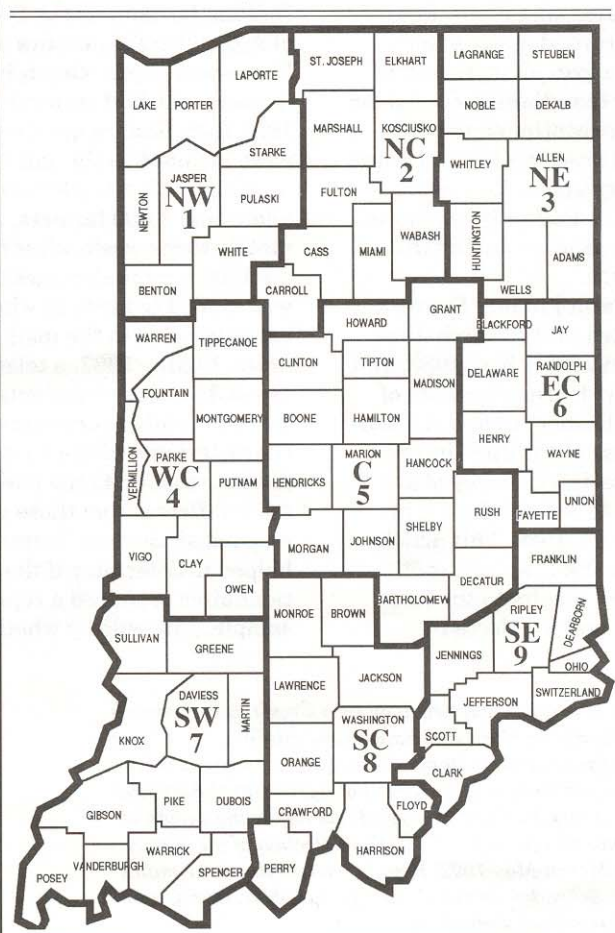 ST. JOSEPH
ELKHART
LAGRANGE
STEUBEN
LAPORTE
LAKE
PORTER
NOBLE
DEKALB
MARSHALL
KOSCIUSKO
NC
2
STARKE
WHITLEY
ALLEN
NE
3
JASPER
NW
1
NEWTON
PULASKI
FULTON
WABASH
HUNTINGTON
ADAMS
WHITE
CASS
MIAMI
WELLS
BENTON
CARROLL
GRANT
HOWARD
BLACKFORD
JAY
WARREN
TIPPECANOE
CLINTON
TIPTON
MADISON
DELAWARE
RANDOLPH
EC
6
FOUNTAIN
MONTGOMERY
BOONE
HAMILTON
HENRY
WAYNE
PARKE
WC
4
VERMILLION
PUTNAM
HENDRICKS
MARION
C
5
HANCOCK
UNION
FAYETTE
RUSH
SHELBY
VIGO
CLAY
MORGAN
JOHNSON
FRANKLIN
OWEN
DECATUR
MONROE
BROWN
BARTHOLOMEW
RIPLEY
SE
9
DEARBORN
SULLIVAN
GREENE
JENNINGS
OHIO
LAWRENCE
JACKSON
JEFFERSON
SWITZERLAND
DAVIESS
SW
7
MARTIN
KNOX
WASHINGTON
SC
8
SCOTT
ORANGE
CLARK
PIKE
DUBOIS
GIBSON
CRAWFORD
FLOYD
WARRICK
HARRISON
VANDERBURGH
SPENCER
PERRY
POSEY